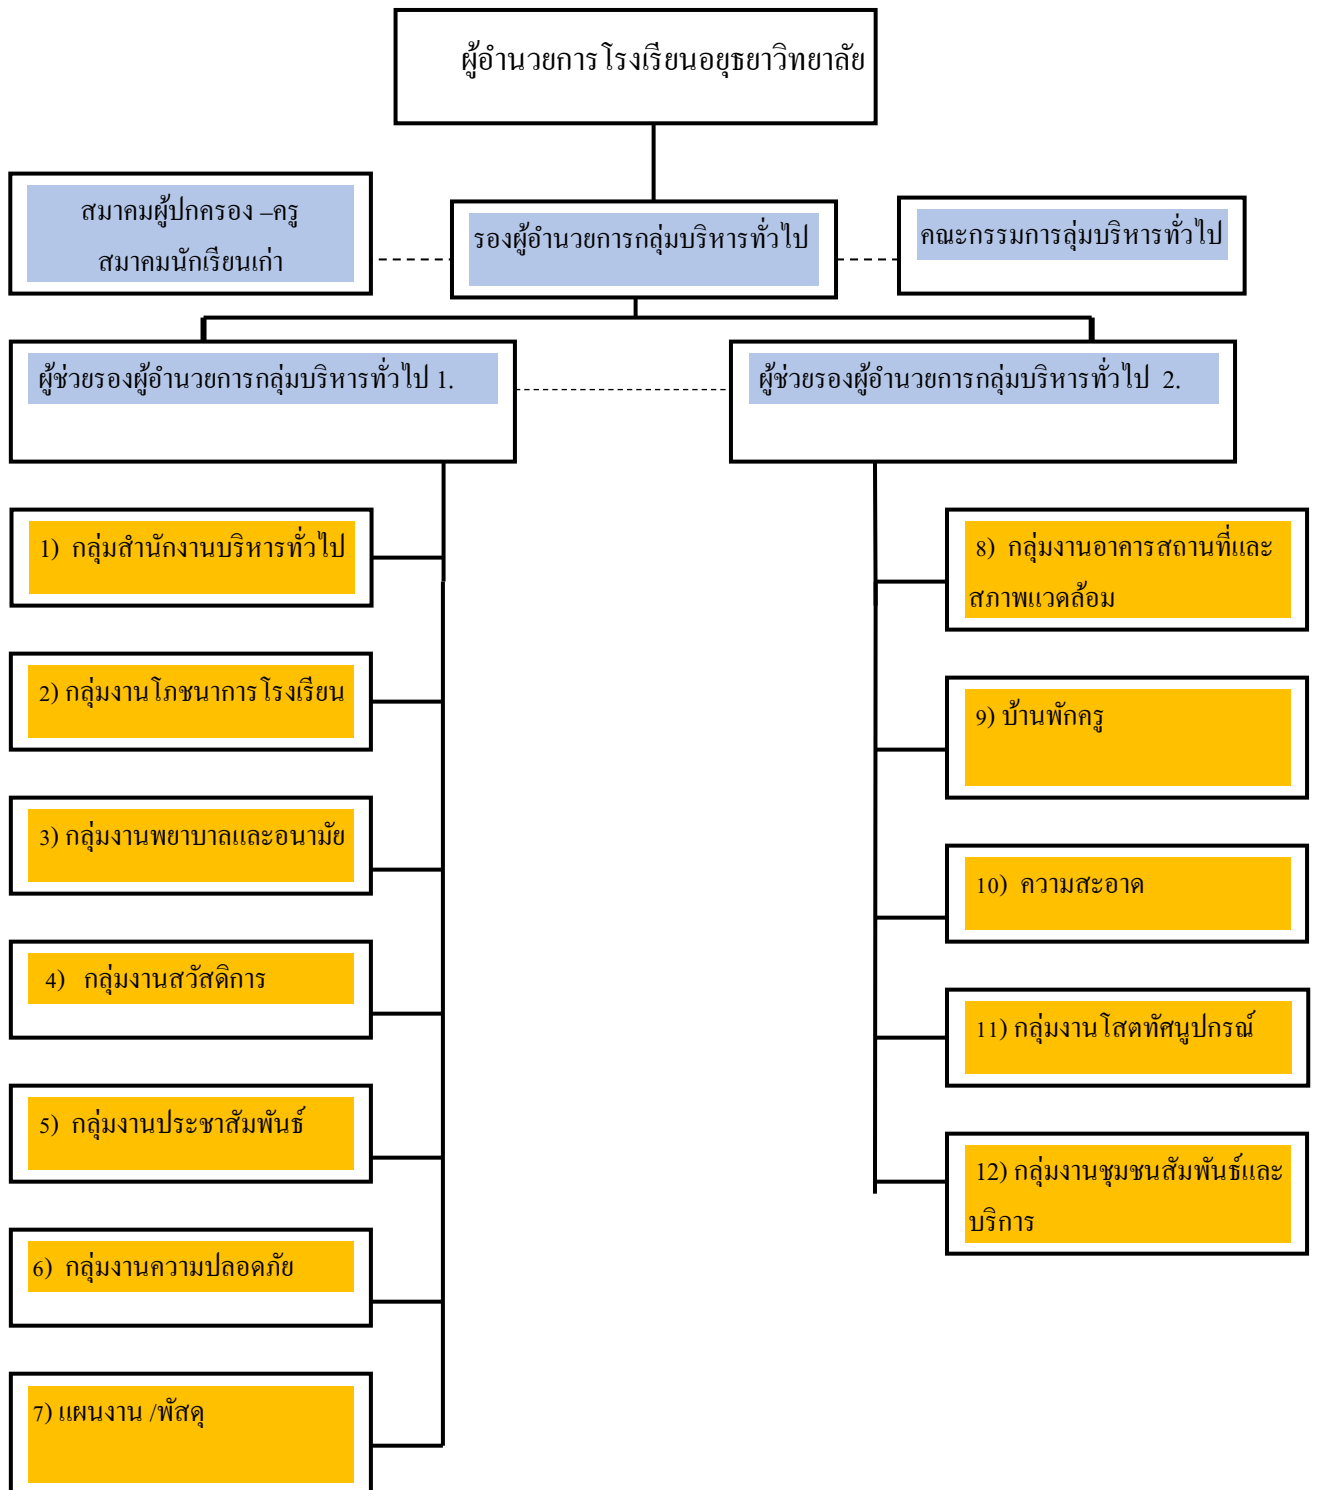 ผู้อำนวยการโรงเรียนอยุธยาวิทยาลัย
สมาคมผู้ปกครอง –ครู
สมาคมนักเรียนเก่า
รองผู้อำนวยการกลุ่มบริหารทั่วไป
คณะกรรมการลุ่มบริหารทั่วไป
ผู้ช่วยรองผู้อำนวยการกลุ่มบริหารทั่วไป 1.
ผู้ช่วยรองผู้อำนวยการกลุ่มบริหารทั่วไป 2.
1) กลุ่มสำนักงานบริหารทั่วไป
2) กลุ่มงานโภชนาการโรงเรียน
3) กลุ่มงานพยาบาลและอนามัย
4) กลุ่มงานสวัสดิการ
5) กลุ่มงานประชาสัมพันธ์
6) กลุ่มงานความปลอดภัย
7) แผนงาน /พัสดุ
8) กลุ่มงานอาคารสถานที่และ
สภาพแวดล้อม
9) บ้านพักครู
10) ความสะอาด
11) กลุ่มงานโสตทัศนูปกรณ์
12) กลุ่มงานชุมชนสัมพันธ์และ
บริการ